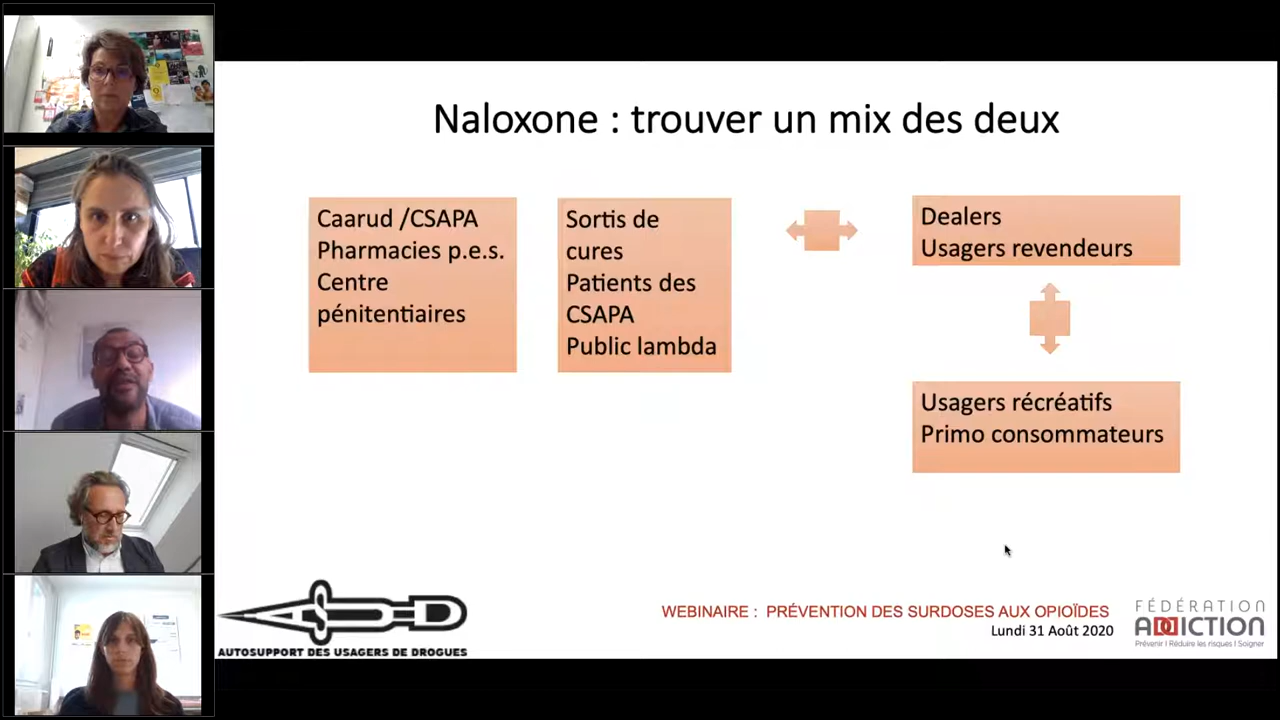 Naloxone : trouver un mix des deux
Caarud /CSAPA
Pharmacies p.e.s.
Centre
pénitentiaires
Sortis de
cures
Patients des
CSAPA
Public lambda
Dealers
Usagers revendeurs
Usagers récréatifs
Primo consommateurs
ASUD
AUTOSUPPORT DES USAGERS DE DROGUES
WEBINAIRE : PRÉVENTION DES SURDOSES AUX OPIOÏDES
Lundi 31 Août 2020
FÉDÉRATION
ADDICTION
Prévenir I Réduire les risques I Soigner